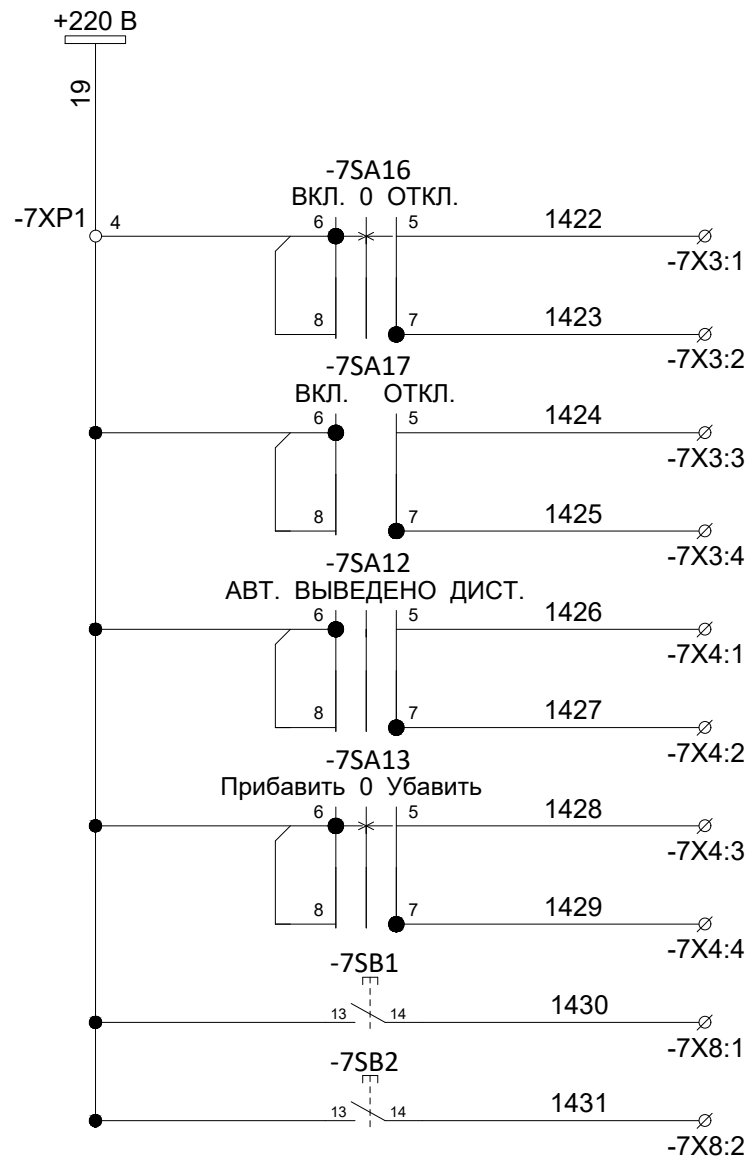 +220 В
19
-7SA16
ВКЛ. 0 ОТКЛ.
-7XP1 4 6 5 1422
-7X3:1
8 7 1423
-7X3:2
-7SA17
ВКЛ. ОТКЛ.
6 5 1424
-7X3:3
8 7 1425
-7X3:4
-7SA12
АВТ. ВЫВЕДЕНО ДИСТ.
6 5 1426
-7X4:1
8 7 1427
-7X4:2
-7SA13
Прибавить 0 Убавить
6 5 1428
-7X4:3
8 7 1429
-7X4:4
-7SB1
13 14 1430
-7X8:1
-7SB2
13 14 1431
-7X8:2